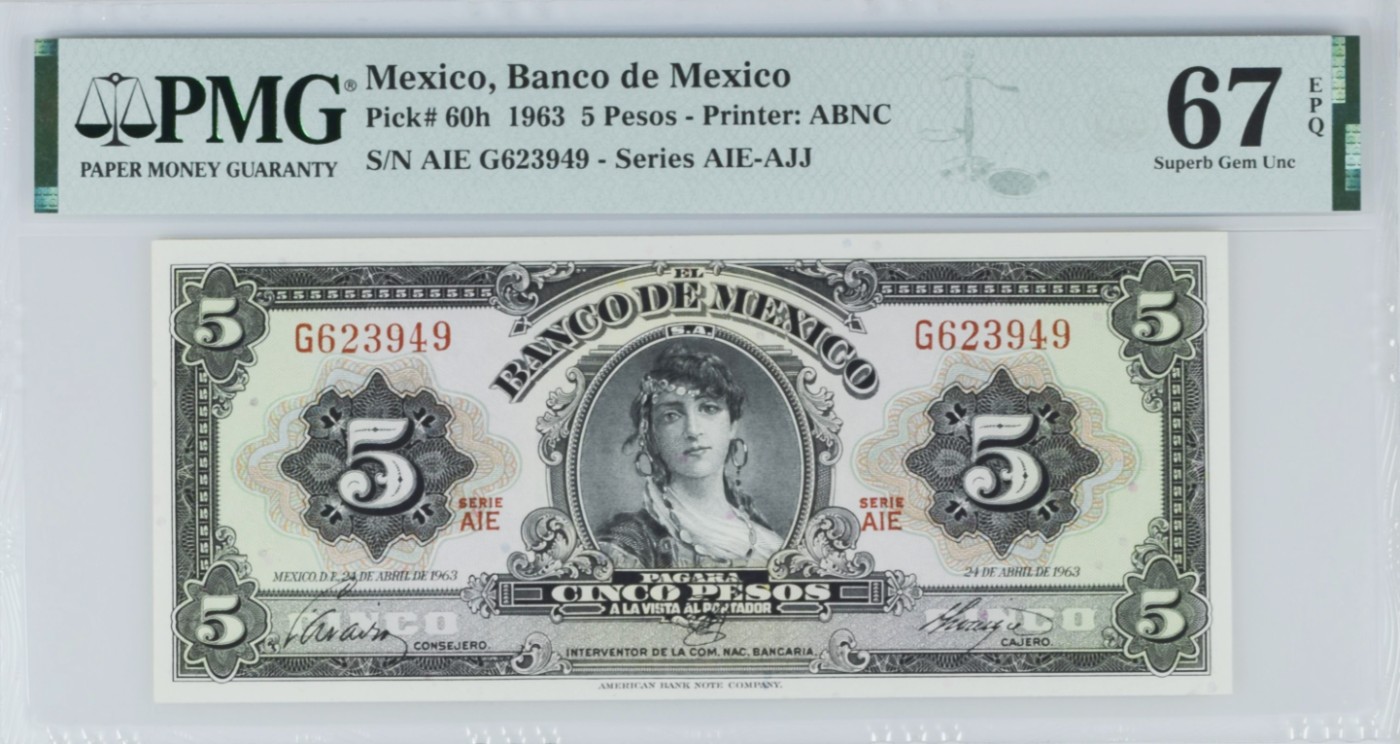 PMG®
PAPER MONEY GUARANTY
Mexico, Banco de Mexico
Pick# 60h 1963 5 Pesos - Printer: ABNC
S/N AIE G623949 - Series AIE-AJJ
67
EPQ
Superb Gem Unc
EL
BANCO DE MEXICO
S.A.
5
5
G623949
G623949
5
5
SERIE
AIE
SERIE
AIE
MEXICO, D.F., 24 DE ABRIL DE 1963
24 DE ABRIL DE 1963
PAGARA
CINCO PESOS
A LA VISTA AL PORTADOR
5
5
CONSEJERO.
CAJERO.
INTERVENTOR DE LA COM. NAC. BANCARIA.
AMERICAN BANK NOTE COMPANY.